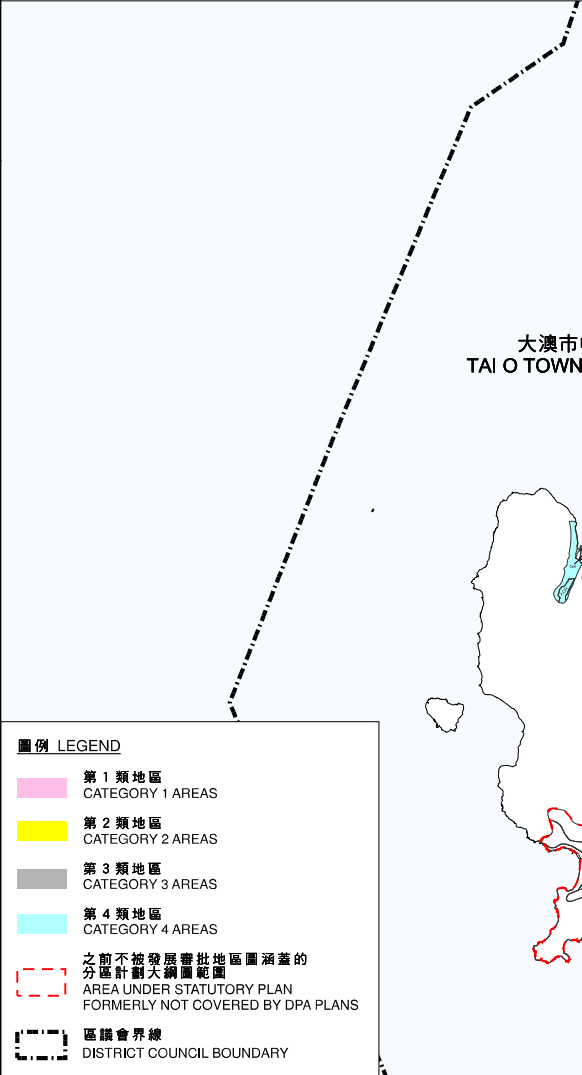 大澳市
TAI O TOWN
圖例 LEGEND
第 1 類地區
CATEGORY 1 AREAS
第 2 類地區
CATEGORY 2 AREAS
第 3 類地區
CATEGORY 3 AREAS
第 4 類地區
CATEGORY 4 AREAS
之前不被發展審批地區圖涵蓋的
分區計劃大綱圖範圍
AREA UNDER STATUTORY PLAN
FORMERLY NOT COVERED BY DPA PLANS
區議會界線
DISTRICT COUNCIL BOUNDARY